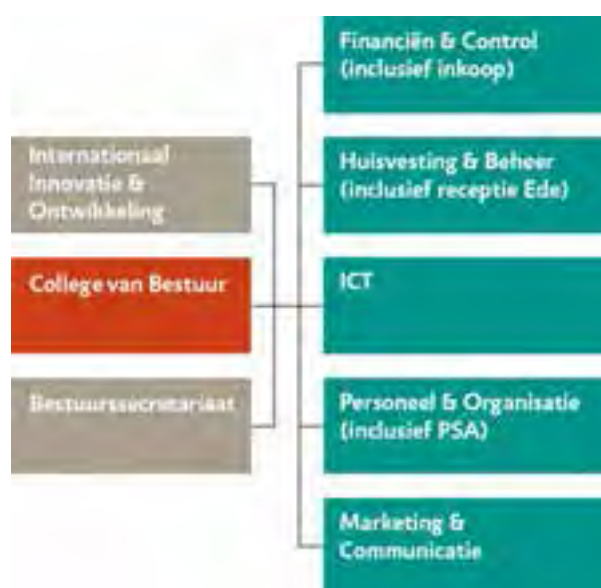 Financiën & Control
(inclusief inkoop)
Internationaal
Innovatie &
Ontwikkeling
Huisvesting & Beheer
(inclusief receptie Ede)
College van Bestuur
ICT
Bestuurssecretariaat
Personeel & Organisatie
(inclusief PSA)
Marketing &
Communicatie